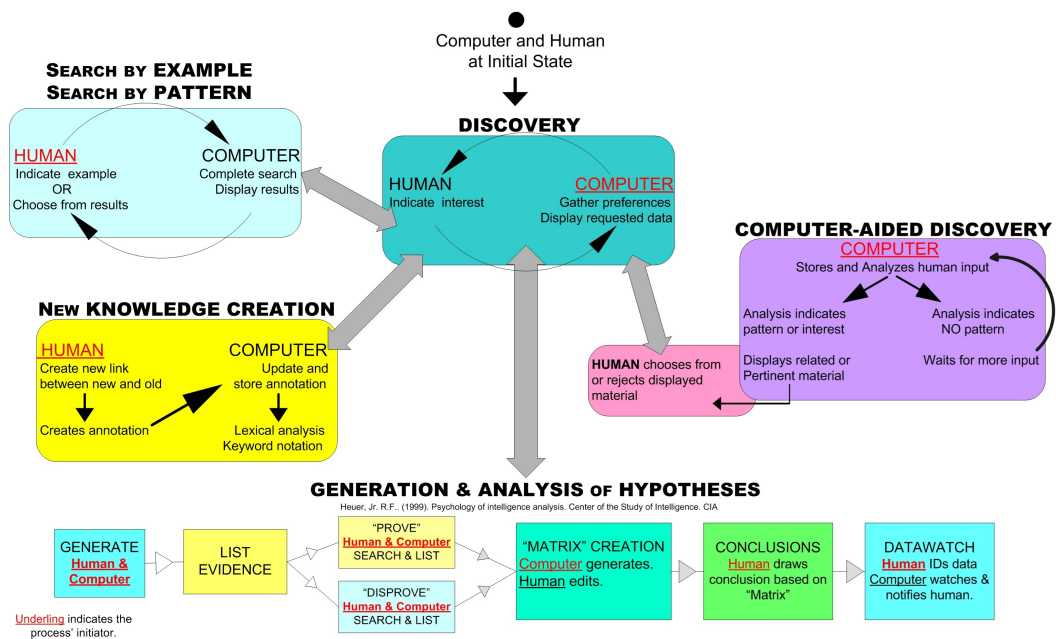 Computer and Human
at Initial State
SEARCH BY EXAMPLE
SEARCH BY PATTERN
HUMAN
Indicate example
OR
Choose from results
COMPUTER
Complete search
Display results
DISCOVERY
HUMAN
Indicate interest
COMPUTER
Gather preferences
Display requested data
COMPUTER-AIDED DISCOVERY
COMPUTER
Stores and Analyzes human input
Analysis indicates
pattern or interest
Displays related or
Pertinent material
Analysis indicates
NO pattern
Waits for more input
HUMAN chooses from
or rejects displayed
material
NEW KNOWLEDGE CREATION
HUMAN
Create new link
between new and old
Creates annotation
COMPUTER
Update and
store annotation
Lexical analysis
Keyword notation
GENERATION & ANALYSIS OF HYPOTHESES
Heuer, Jr. R.F.. (1999). Psychology of intelligence analysis. Center of the Study of Intelligence. CIA
GENERATE
Human &
Computer
LIST
EVIDENCE
“PROVE”
Human & Computer
SEARCH & LIST
“DISPROVE”
Human & Computer
SEARCH & LIST
“MATRIX” CREATION
Computer generates.
Human edits.
CONCLUSIONS
Human draws
conclusion based on
“Matrix”
DATAWATCH
Human IDs data
Computer watches &
notifies human.
Underling indicates the
process’ initiator.